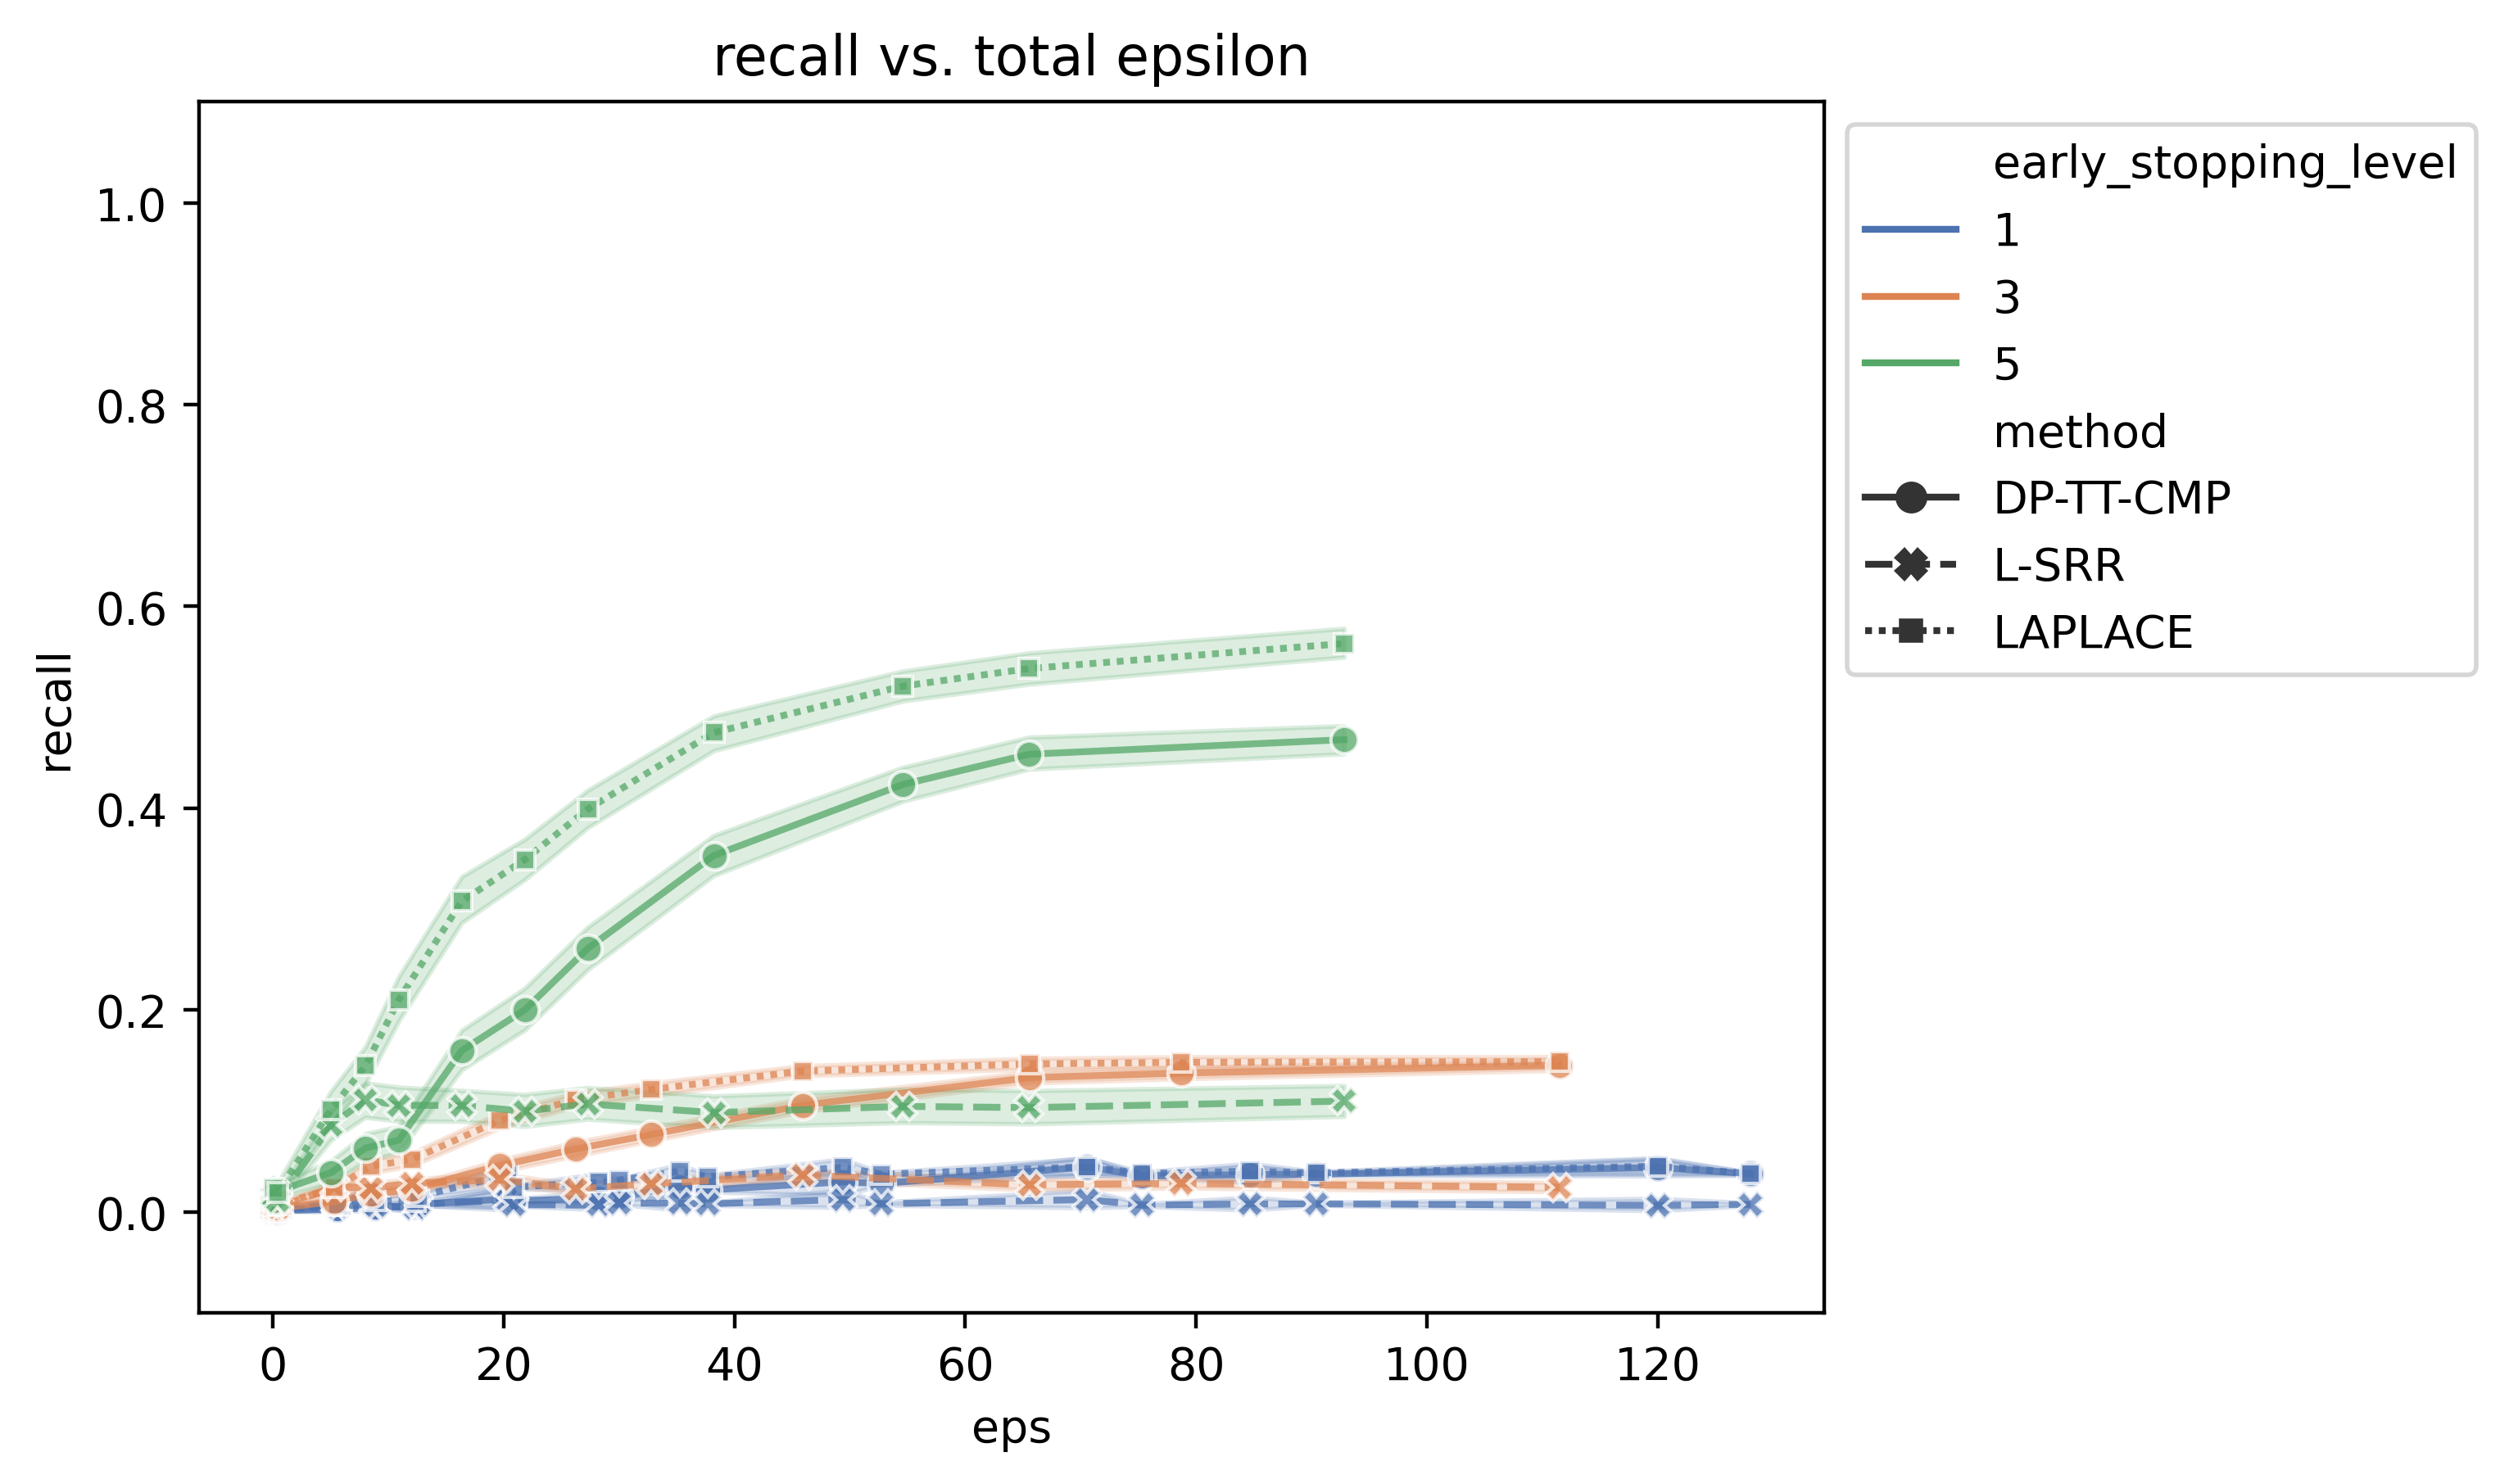 recall vs. total epsilon
1.0
0.8
0.6
0.4
0.2
0.0
recall
0
20
40
60
80
100
120
eps
early_stopping_level
1
3
5
method
DP-TT-CMP
L-SRR
LAPLACE